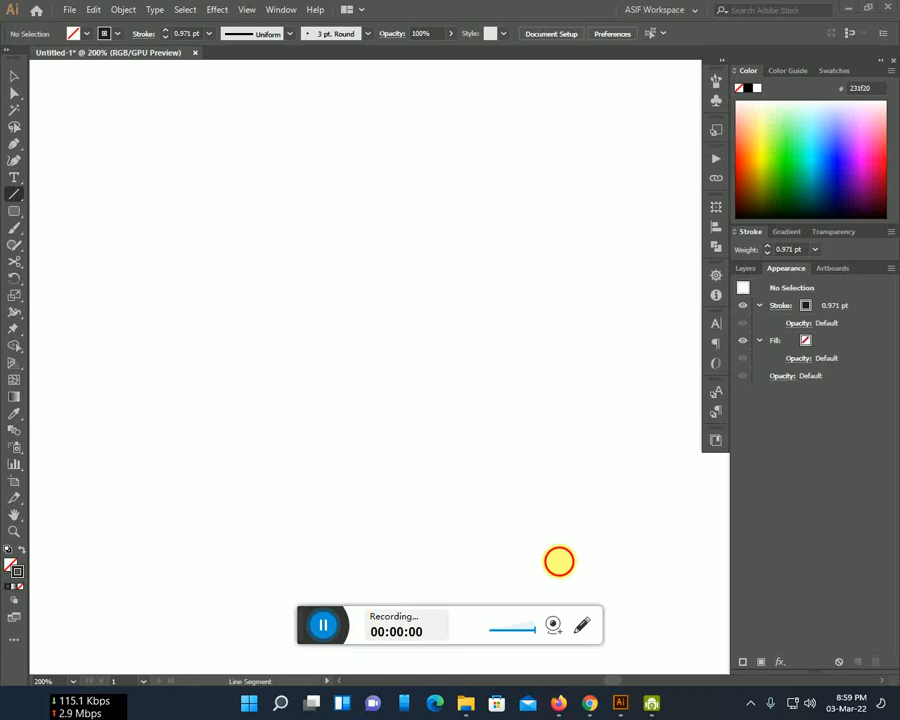 Ai File Edit Object Type Select Effect View Window Help ASIF Workspace Search Adobe Stock
No Selection Stroke: 0.971 pt Uniform 3 pt. Round Opacity: 100% Style: Document Setup Preferences
Untitled-1* @ 200% (RGB/GPU Preview) ×
Color Color Guide Swatches
# 231f20
Stroke Gradient Transparency
Weight: 0.971 pt
Layers Appearance Artboards
No Selection
Stroke: 0.971 pt
Opacity: Default
Fill:
Opacity: Default
Opacity: Default
Recording...
00:00:00
fx.
200% 1 Line Segment
115.1 Kbps
2.9 Mbps
Ai
8:59 PM
03-Mar-22